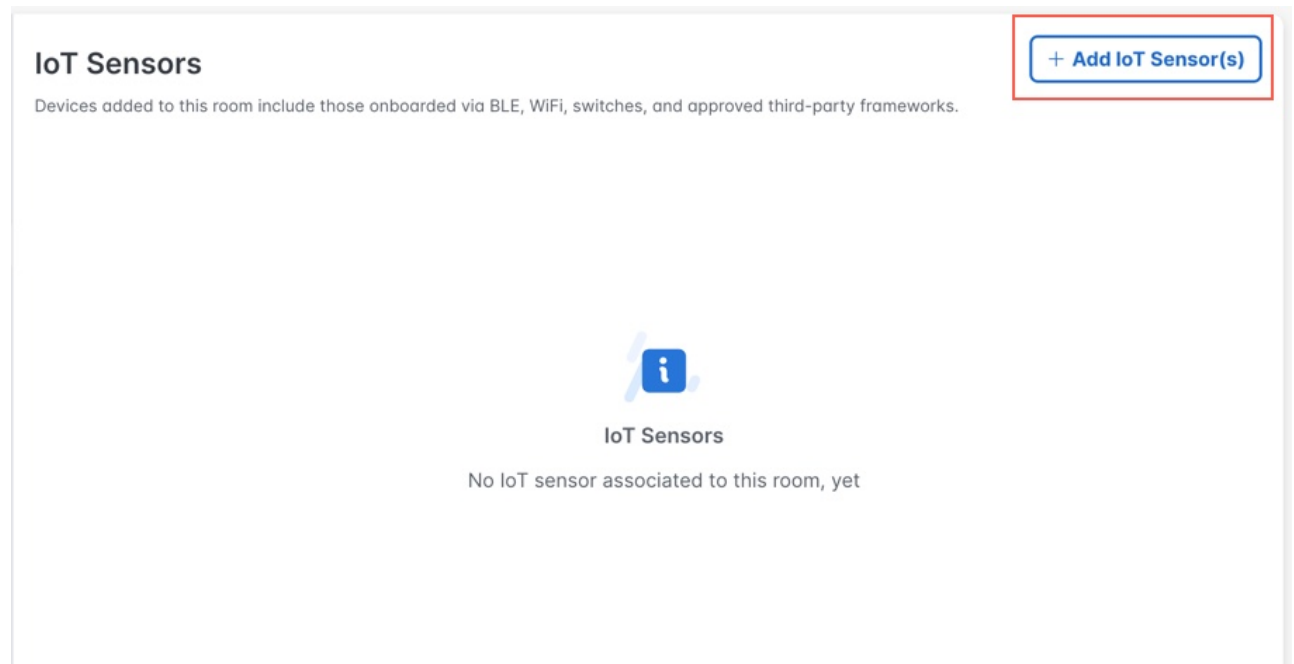 IoT Sensors
+ Add IoT Sensor(s)
Devices added to this room include those onboarded via BLE, WiFi, switches, and approved third-party frameworks.
IoT Sensors
No IoT sensor associated to this room, yet